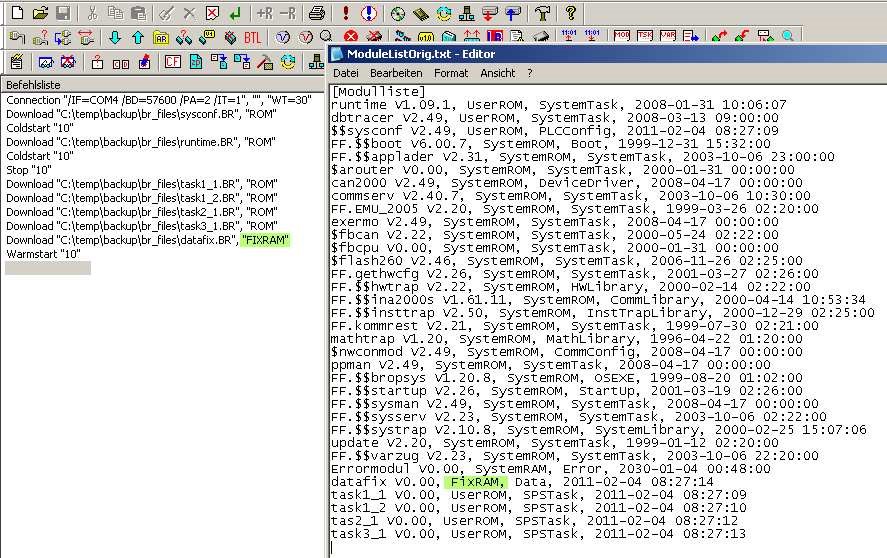 +R -R
?
AR
BTL
11:01
11:01
MOD
TSK
VAR
CF
ModuleListOrig.txt - Editor
Datei Bearbeiten Format Ansicht ?
Befehlsliste
Connection "/IF=COM4 /BD=57600 /PA=2 /IT=1", "", "WT=30"
Download "C:\temp\backup\br_files\sysconf.BR", "ROM"
Coldstart "10"
Download "C:\temp\backup\br_files\runtime.BR", "ROM"
Coldstart "10"
Stop "10"
Download "C:\temp\backup\br_files\task1_1.BR", "ROM"
Download "C:\temp\backup\br_files\task1_2.BR", "ROM"
Download "C:\temp\backup\br_files\task2_1.BR", "ROM"
Download "C:\temp\backup\br_files\task3_1.BR", "ROM"
Download "C:\temp\backup\br_files\datafix.BR", "FIXRAM"
Warmstart "10"
[Modulliste]
runtime V1.09.1, UserROM, SystemTask, 2008-01-31 10:06:07
dbtracer V2.49, UserROM, SystemTask, 2008-03-13 09:00:00
$$sysconf V2.49, UserROM, PLCConfig, 2011-02-04 08:27:09
FF.$$boot V6.00.7, SystemROM, Boot, 1999-12-31 15:32:00
FF.$$applader V2.31, SystemROM, SystemTask, 2003-10-06 23:00:00
$arouter V0.00, SystemROM, SystemTask, 2000-01-31 00:00:00
can2000 V2.49, SystemROM, DeviceDriver, 2008-04-17 00:00:00
commserv V2.40.7, SystemROM, SystemTask, 2003-10-06 10:30:00
FF.EMU_2005 V2.20, SystemROM, SystemTask, 1999-03-26 02:20:00
exermo V2.49, SystemROM, SystemTask, 2008-04-17 00:00:00
$fbcan V2.22, SystemROM, SystemTask, 2000-05-24 02:22:00
$fbcpu V0.00, SystemROM, SystemTask, 2000-01-31 00:00:00
$flash260 V2.46, SystemROM, SystemTask, 2006-11-26 02:25:00
FF.gethwcfg V2.26, SystemROM, SystemTask, 2001-03-27 02:26:00
FF.$$hwtrap V2.22, SystemROM, HWLibrary, 2000-02-14 02:22:00
FF.$$ina2000s V1.61.11, SystemROM, CommLibrary, 2000-04-14 10:53:34
FF.$$insttrap V2.50, SystemROM, InstTrapLibrary, 2000-12-29 02:25:00
FF.kommrest V2.21, SystemROM, SystemTask, 1999-07-30 02:21:00
mathtrap V1.20, SystemROM, MathLibrary, 1996-04-22 01:20:00
$nwconmod V2.49, SystemROM, CommConfig, 2008-04-17 00:00:00
ppman V2.49, SystemROM, SystemTask, 2008-04-17 00:00:00
FF.$$bropsys V1.20.8, SystemROM, OSEXE, 1999-08-20 01:02:00
FF.$$startup V2.26, SystemROM, StartUp, 2001-03-19 02:26:00
FF.$$sysman V2.49, SystemROM, SystemTask, 2008-04-17 00:00:00
FF.$$sysserv V2.23, SystemROM, SystemTask, 2003-10-06 02:22:00
FF.$$systrap V2.10.8, SystemROM, SystemLibrary, 2000-02-25 15:07:06
update V2.20, SystemROM, SystemTask, 1999-01-12 02:20:00
FF.$$varzug V2.23, SystemROM, SystemTask, 2003-10-06 22:20:00
Errormodul V0.00, SystemRAM, Error, 2030-01-04 00:48:00
datafix V0.00, FixRAM, Data, 2011-02-04 08:27:14
task1_1 V0.00, UserROM, SPSTask, 2011-02-04 08:27:09
task1_2 V0.00, UserROM, SPSTask, 2011-02-04 08:27:10
tas2_1 V0.00, UserROM, SPSTask, 2011-02-04 08:27:12
task3_1 V0.00, UserROM, SPSTask, 2011-02-04 08:27:13